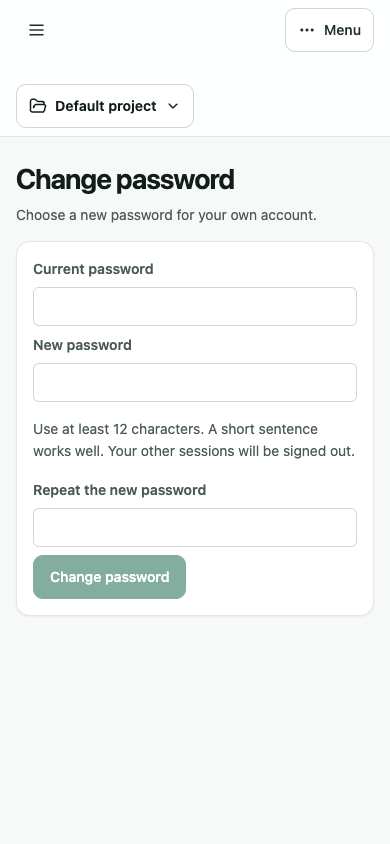 Menu
Default project
Change password
Choose a new password for your own account.
Current password
New password
Use at least 12 characters. A short sentence
works well. Your other sessions will be signed out.
Repeat the new password
Change password